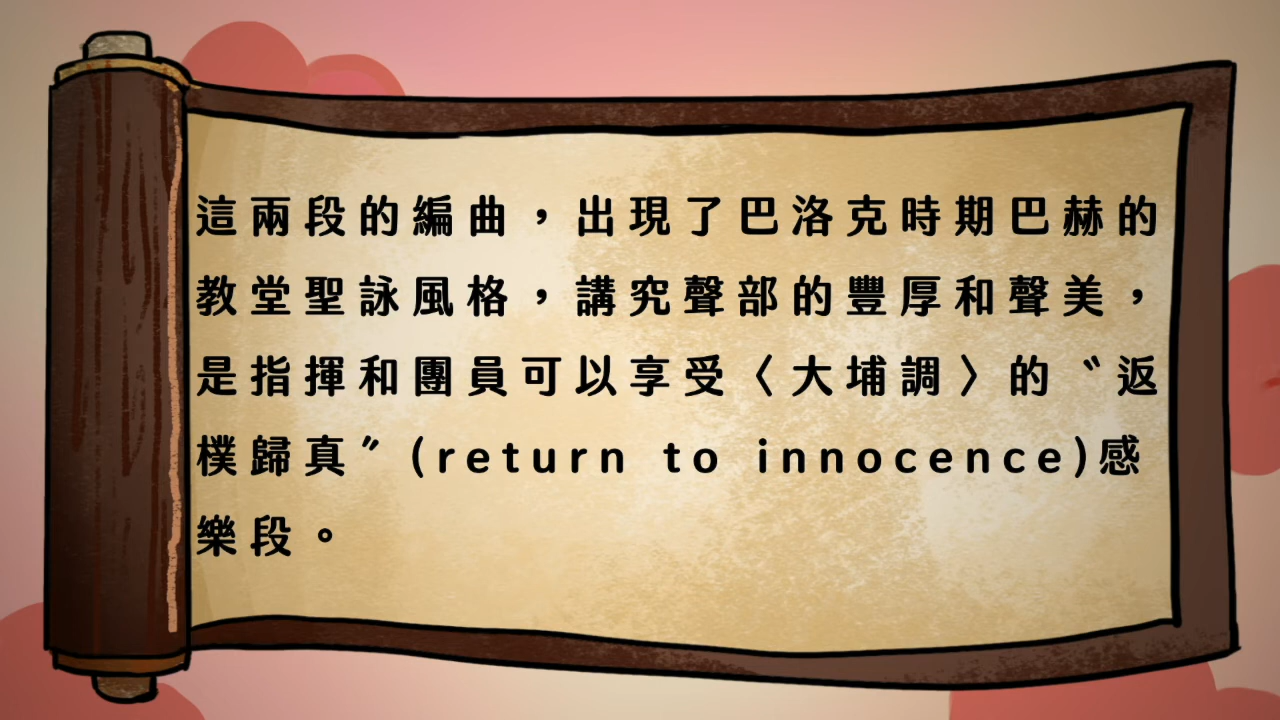 這兩段的編曲，出現了巴洛克時期巴赫的
教堂聖詠風格，講究聲部的豐厚和聲美，
是指揮和團員可以享受〈大埔調〉的〝返
樸歸真〞(return to innocence)感
樂段。